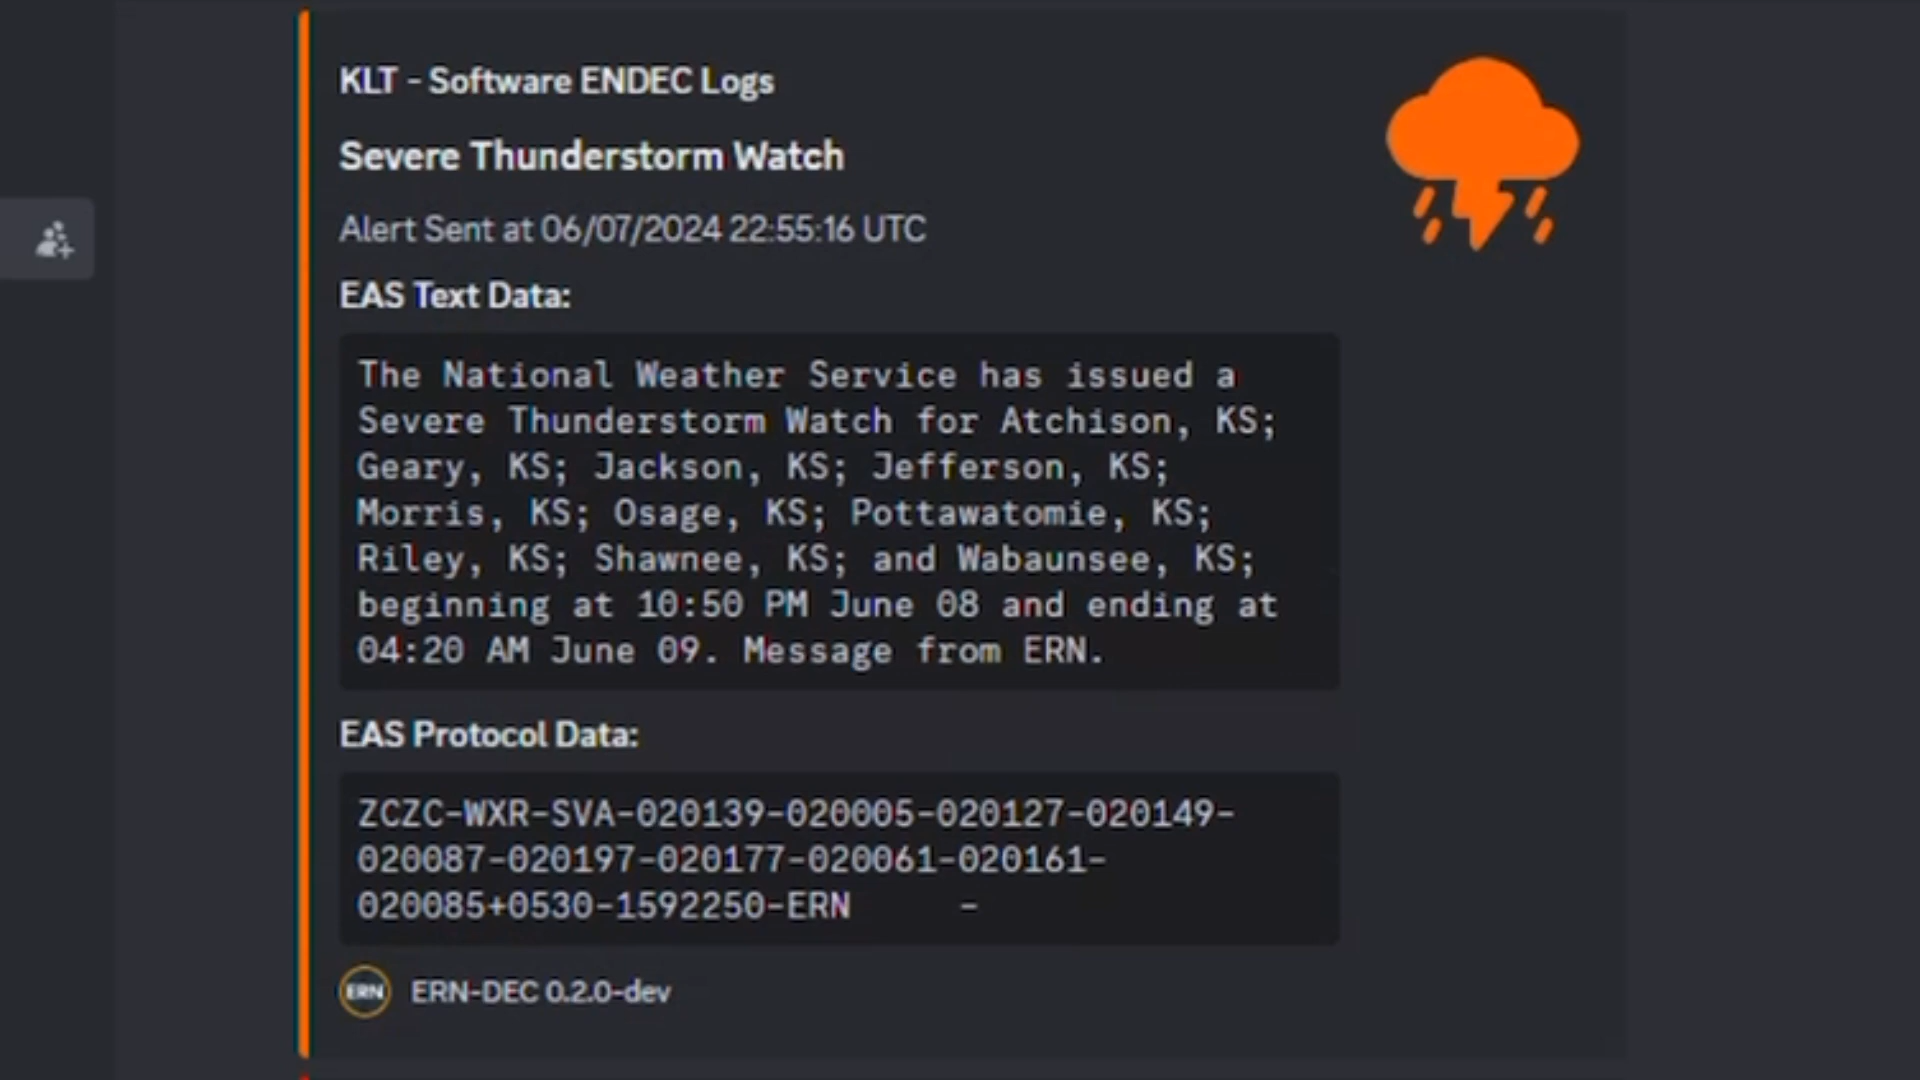 KLT - Software ENDEC Logs
Severe Thunderstorm Watch
Alert Sent at 06/07/2024 22:55:16 UTC
EAS Text Data:
The National Weather Service has issued a
Severe Thunderstorm Watch for Atchison, KS;
Geary, KS; Jackson, KS; Jefferson, KS;
Morris, KS; Osage, KS; Pottawatomie, KS;
Riley, KS; Shawnee, KS; and Wabaunsee, KS;
beginning at 10:50 PM June 08 and ending at
04:20 AM June 09. Message from ERN.
EAS Protocol Data:
ZCZC-WXR-SVA-020139-020005-020127-020149-
020087-020197-020177-020061-020161-
020085+0530-1592250-ERN     -
ERN ERN-DEC 0.2.0-dev